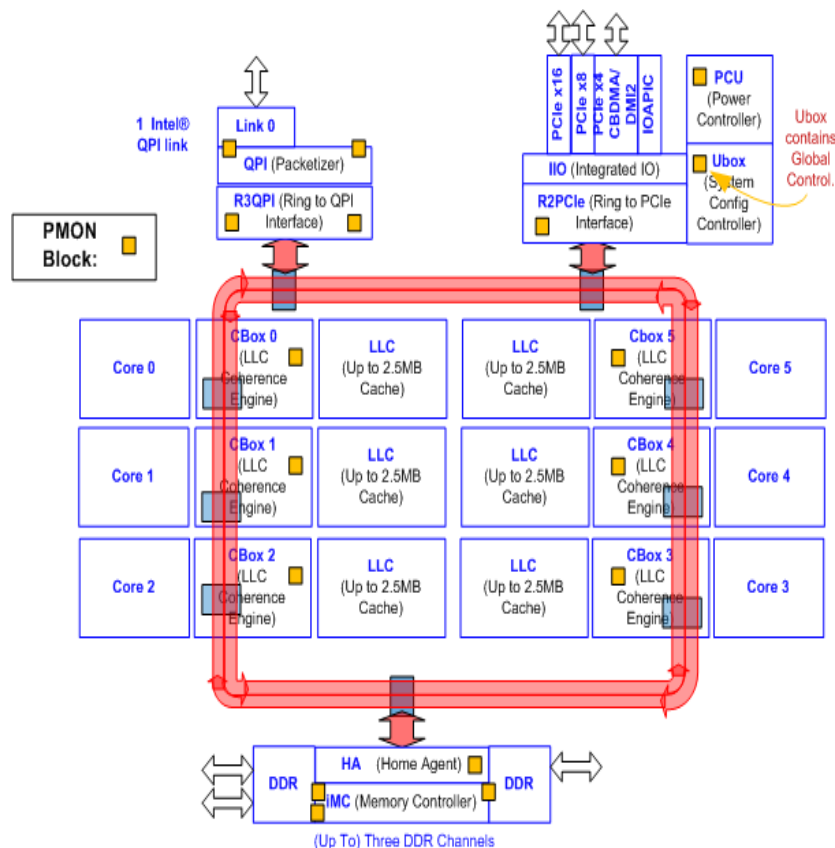 1 Intel®
QPI link
Link 0
QPI (Packetizer)
R3QPI (Ring to QPI
Interface)
PCIe x16
PCIe x8
PCIe x4
CBDMA/
DMI2
IOAPIC
IIO (Integrated IO)
R2PCIe (Ring to PCIe
Interface)
PCU
(Power
Controller)
Ubox
(System
Config
Controller)
Ubox
contains
Global
Control.
PMON
Block:
Core 0
CBox 0
(LLC
Coherence
Engine)
LLC
(Up to 2.5MB
Cache)
LLC
(Up to 2.5MB
Cache)
Cbox 5
(LLC
Coherence
Engine)
Core 5
Core 1
CBox 1
(LLC
Coherence
Engine)
LLC
(Up to 2.5MB
Cache)
LLC
(Up to 2.5MB
Cache)
CBox 4
(LLC
Coherence
Engine)
Core 4
Core 2
CBox 2
(LLC
Coherence
Engine)
LLC
(Up to 2.5MB
Cache)
LLC
(Up to 2.5MB
Cache)
CBox 3
(LLC
Coherence
Engine)
Core 3
DDR
HA (Home Agent)
iMC (Memory Controller)
DDR
(Up To) Three DDR Channels